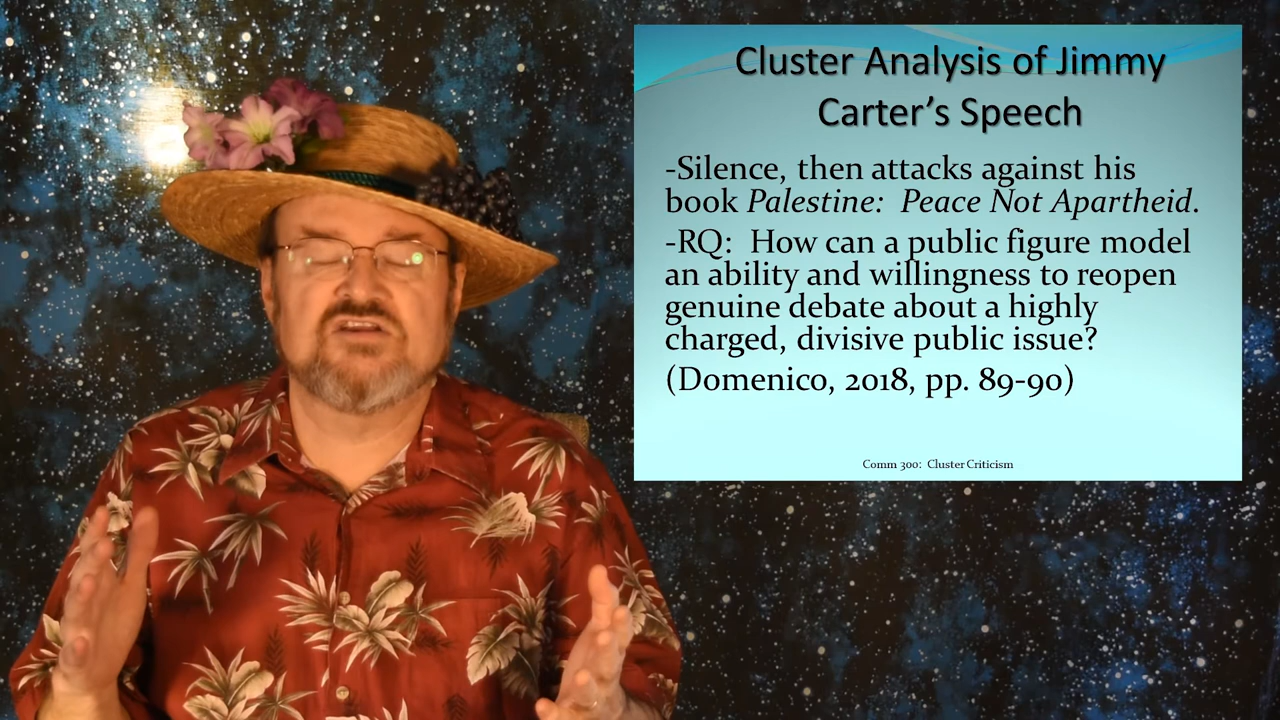 Cluster Analysis of Jimmy
Carter’s Speech
-Silence, then attacks against his
book Palestine:  Peace Not Apartheid.
-RQ:  How can a public figure model
an ability and willingness to reopen
genuine debate about a highly
charged, divisive public issue?
(Domenico, 2018, pp. 89-90)
Comm 300:  Cluster Criticism